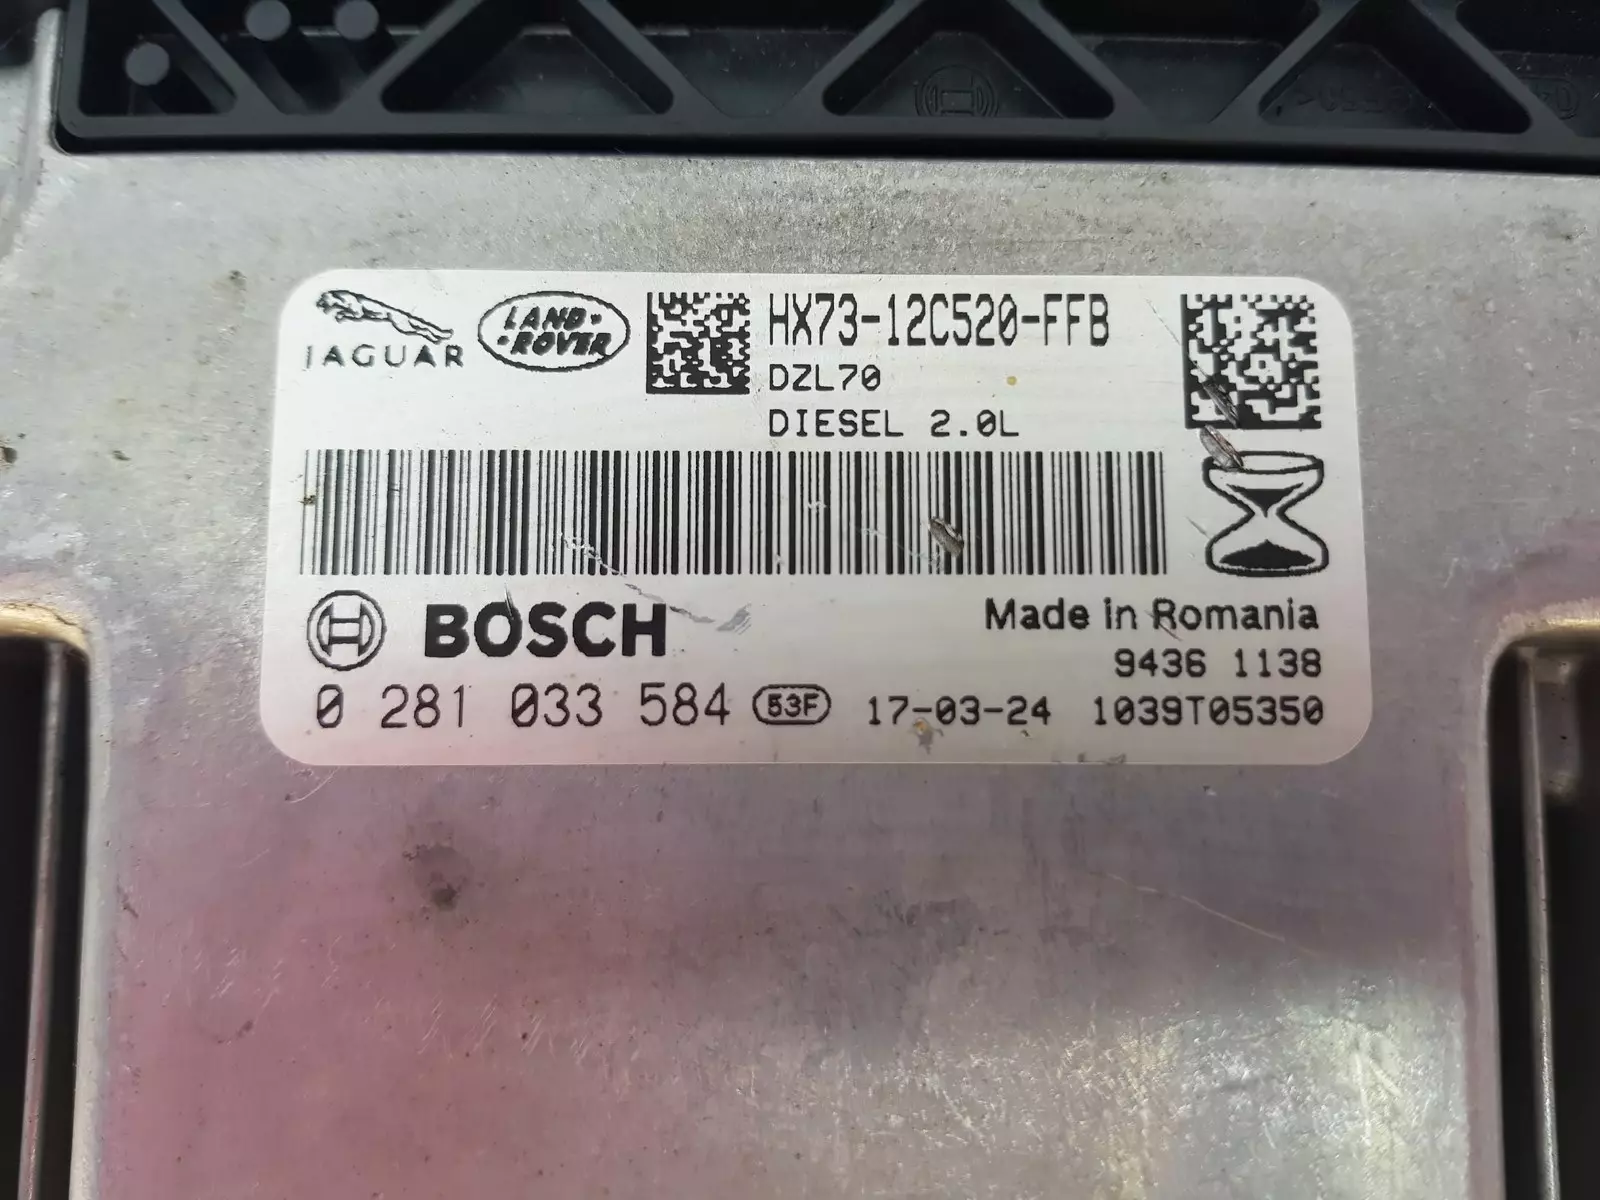 JAGUAR
LAND-
-ROVER
HX73-12C520-FFB
DZL70
DIESEL 2.0L
BOSCH
Made in Romania
9436 1138
0 281 033 584 53F 17-03-24 1039T05350